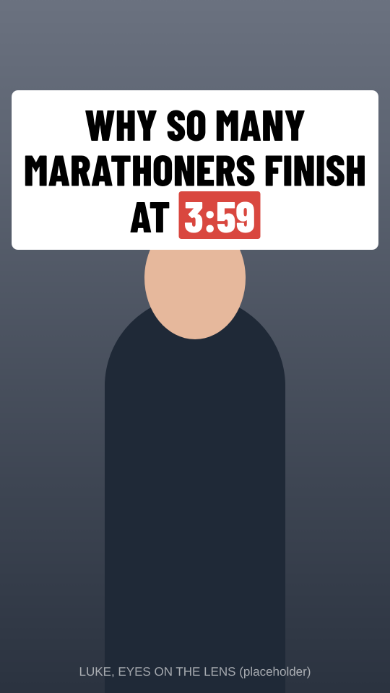 WHY SO MANY
MARATHONERS FINISH
AT 3:59
LUKE, EYES ON THE LENS (placeholder)